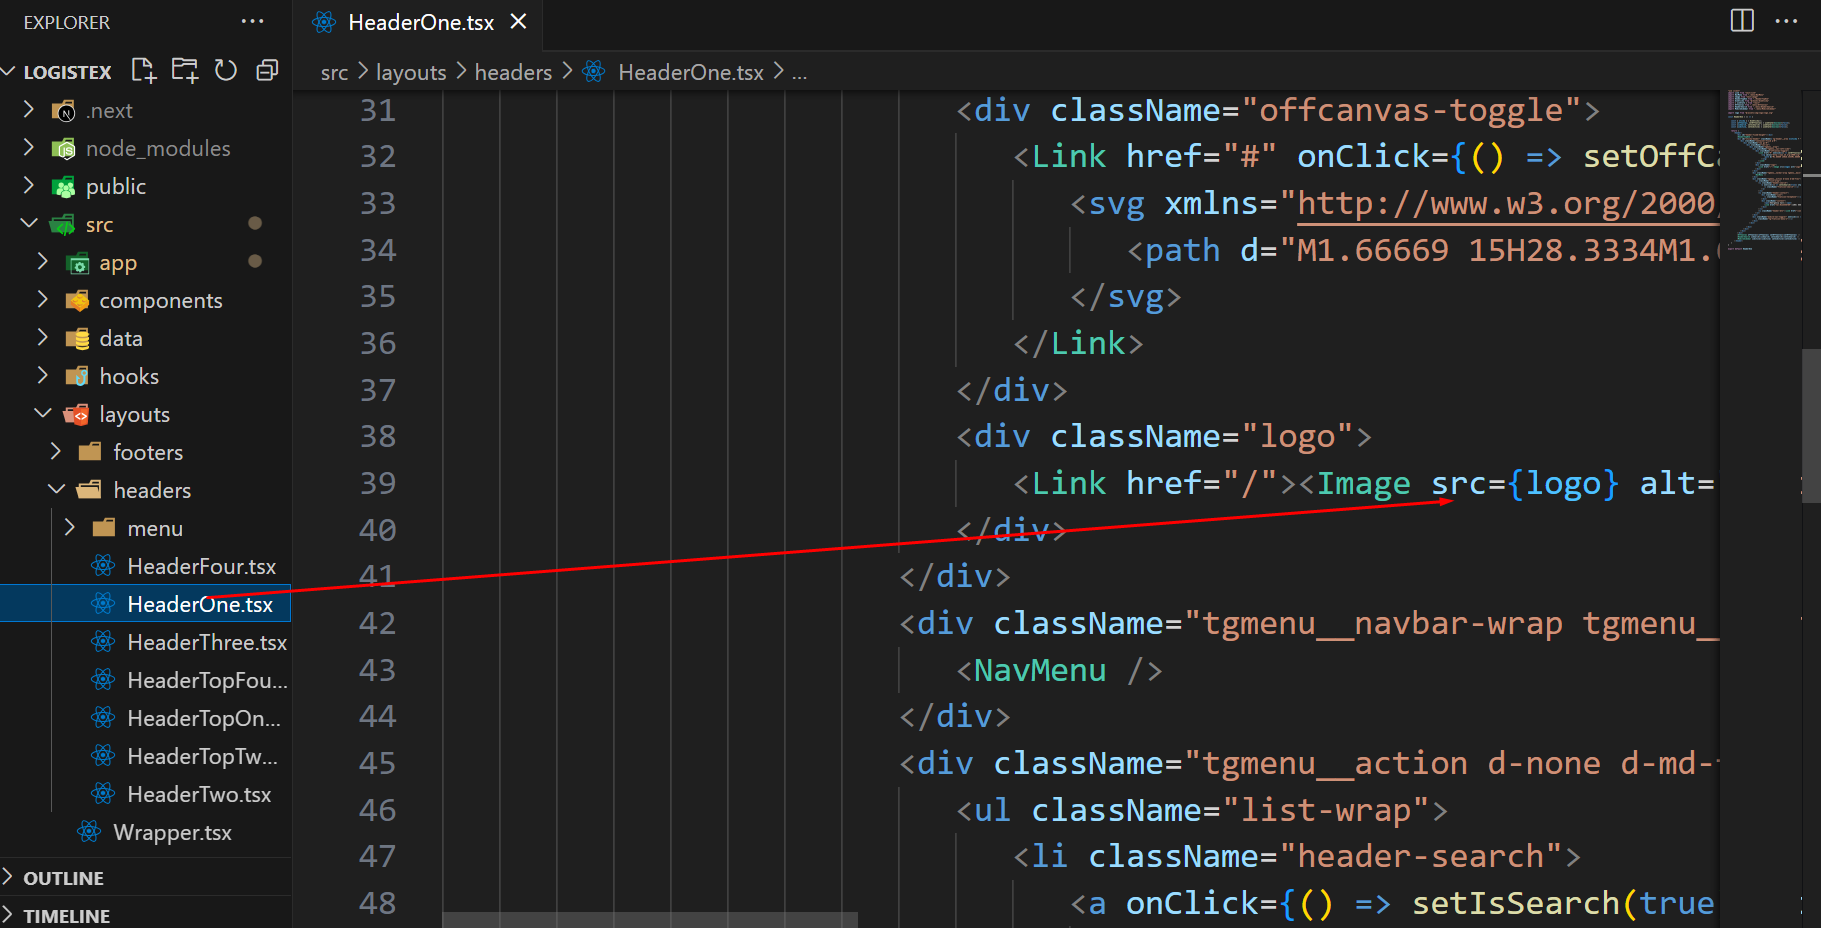 EXPLORER
LOGISTEX
.next
node_modules
public
src
app
components
data
hooks
layouts
footers
headers
menu
HeaderFour.tsx
HeaderOne.tsx
HeaderThree.tsx
HeaderTopFou...
HeaderTopOn...
HeaderTopTw...
HeaderTwo.tsx
Wrapper.tsx
OUTLINE
TIMELINE
HeaderOne.tsx
src > layouts > headers > HeaderOne.tsx > ...
31 <div className="offcanvas-toggle">
32 <Link href="#" onClick={() => setOffCa
33 <svg xmlns="http://www.w3.org/2000/
34 <path d="M1.66669 15H28.3334M1.
35 </svg>
36 </Link>
37 </div>
38 <div className="logo">
39 <Link href="/"><Image src={logo} alt=
40 </div>
41 </div>
42 <div className="tgmenu__navbar-wrap tgmenu__
43 <NavMenu />
44 </div>
45 <div className="tgmenu__action d-none d-md-
46 <ul className="list-wrap">
47 <li className="header-search">
48 <a onClick={() => setIsSearch(true